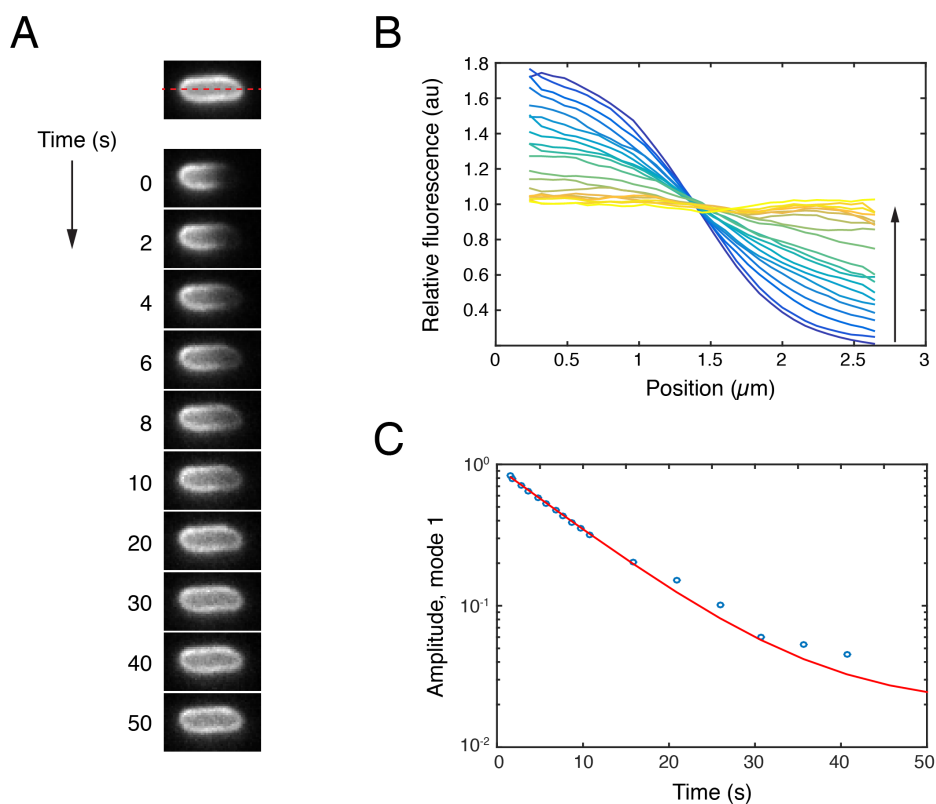 A
Time (s)
0
2
4
6
8
10
20
30
40
50
B
Relative fluorescence (au)
1.8
1.6
1.4
1.2
1.0
0.8
0.6
0.4
0 0.5 1 1.5 2 2.5 3
Position (µm)
C
Amplitude, mode 1
10⁰
10⁻¹
10⁻²
0 10 20 30 40 50
Time (s)